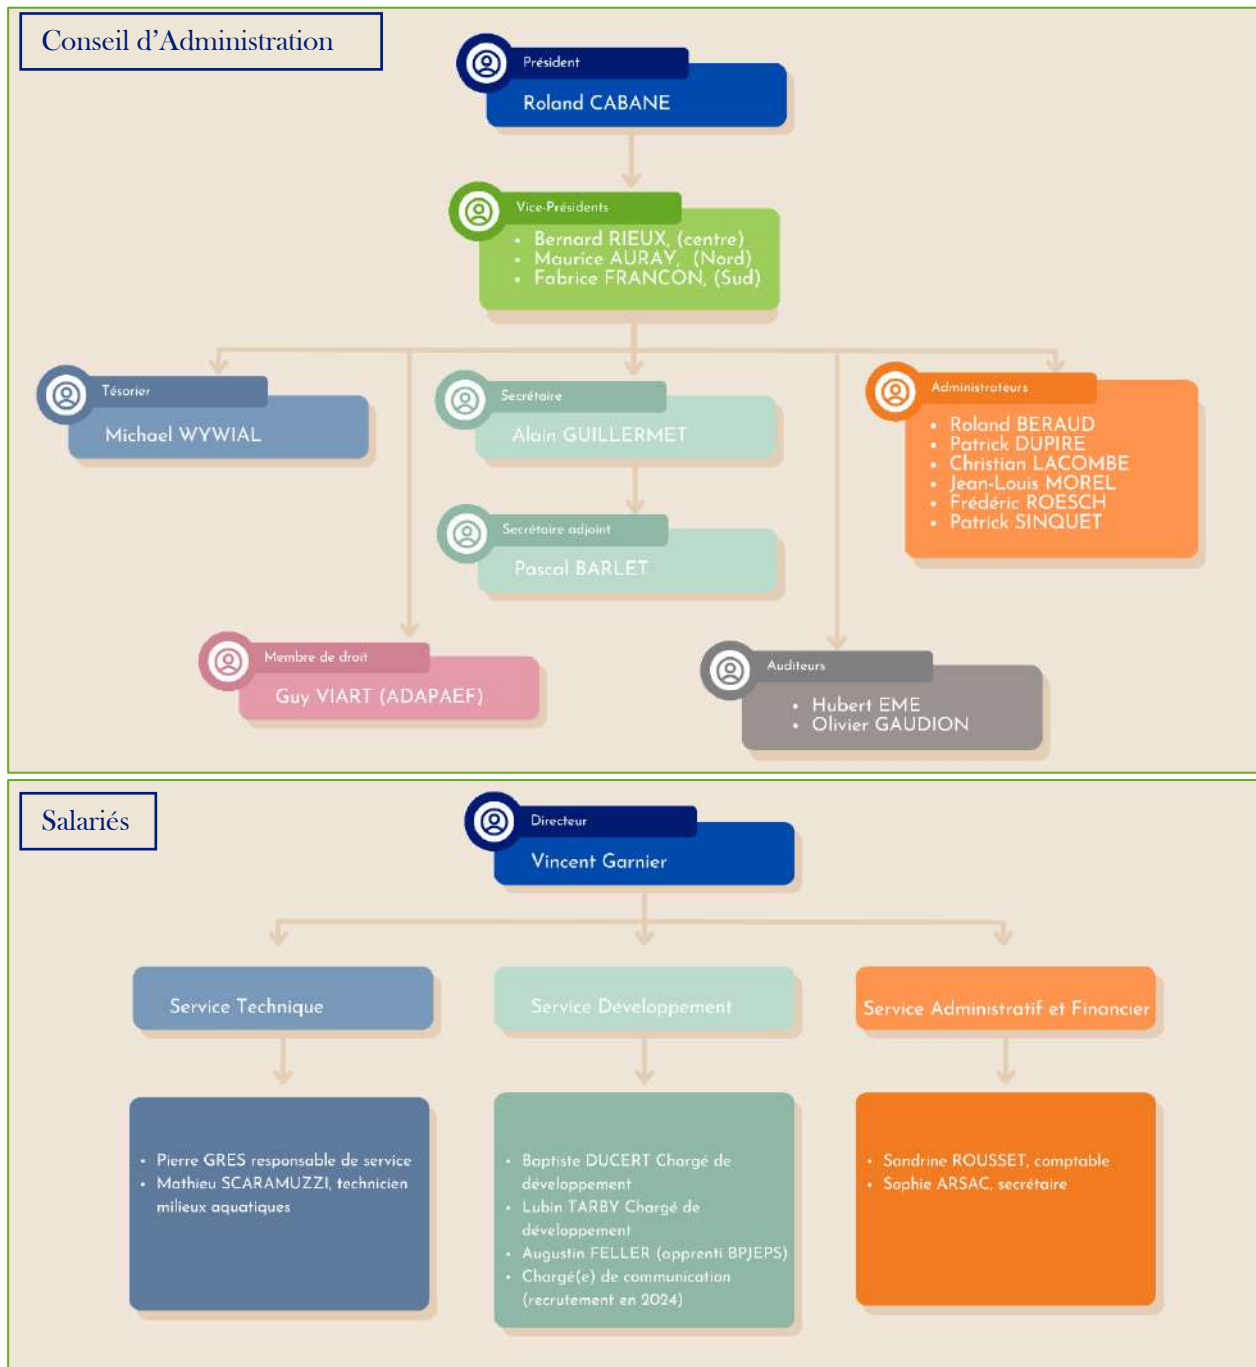 Conseil d'Administration
Président
Roland CABANE
Vice-Présidents
• Bernard RIEUX, (centre)
• Maurice AURAY, (Nord)
• Fabrice FRANCON, (Sud)
Tésorier
Michael WYWIAL
Secrétaire
Alain GUILLERMET
Administrateurs
• Roland BERAUD
• Patrick DUPIRE
• Christian LACOMBE
• Jean-Louis MOREL
• Frédéric ROESCH
• Patrick SINQUET
Secrétaire adjoint
Pascal BARLET
Membre de droit
Guy VIART (ADAPAEF)
Auditeurs
• Hubert EME
• Olivier GAUDION
Salariés
Directeur
Vincent Garnier
Service Technique
Service Développement
Service Administratif et Financier
• Pierre GRES responsable de service
• Mathieu SCARAMUZZI, technicien
milieux aquatiques
• Baptiste DUCERT Chargé de
développement
• Lubin TARBY Chargé de
développement
• Augustin FELLER (apprenti BPJEPS)
• Chargé(e) de communication
(recrutement en 2024)
• Sandrine ROUSSET, comptable
• Sophie ARSAC, secrétaire